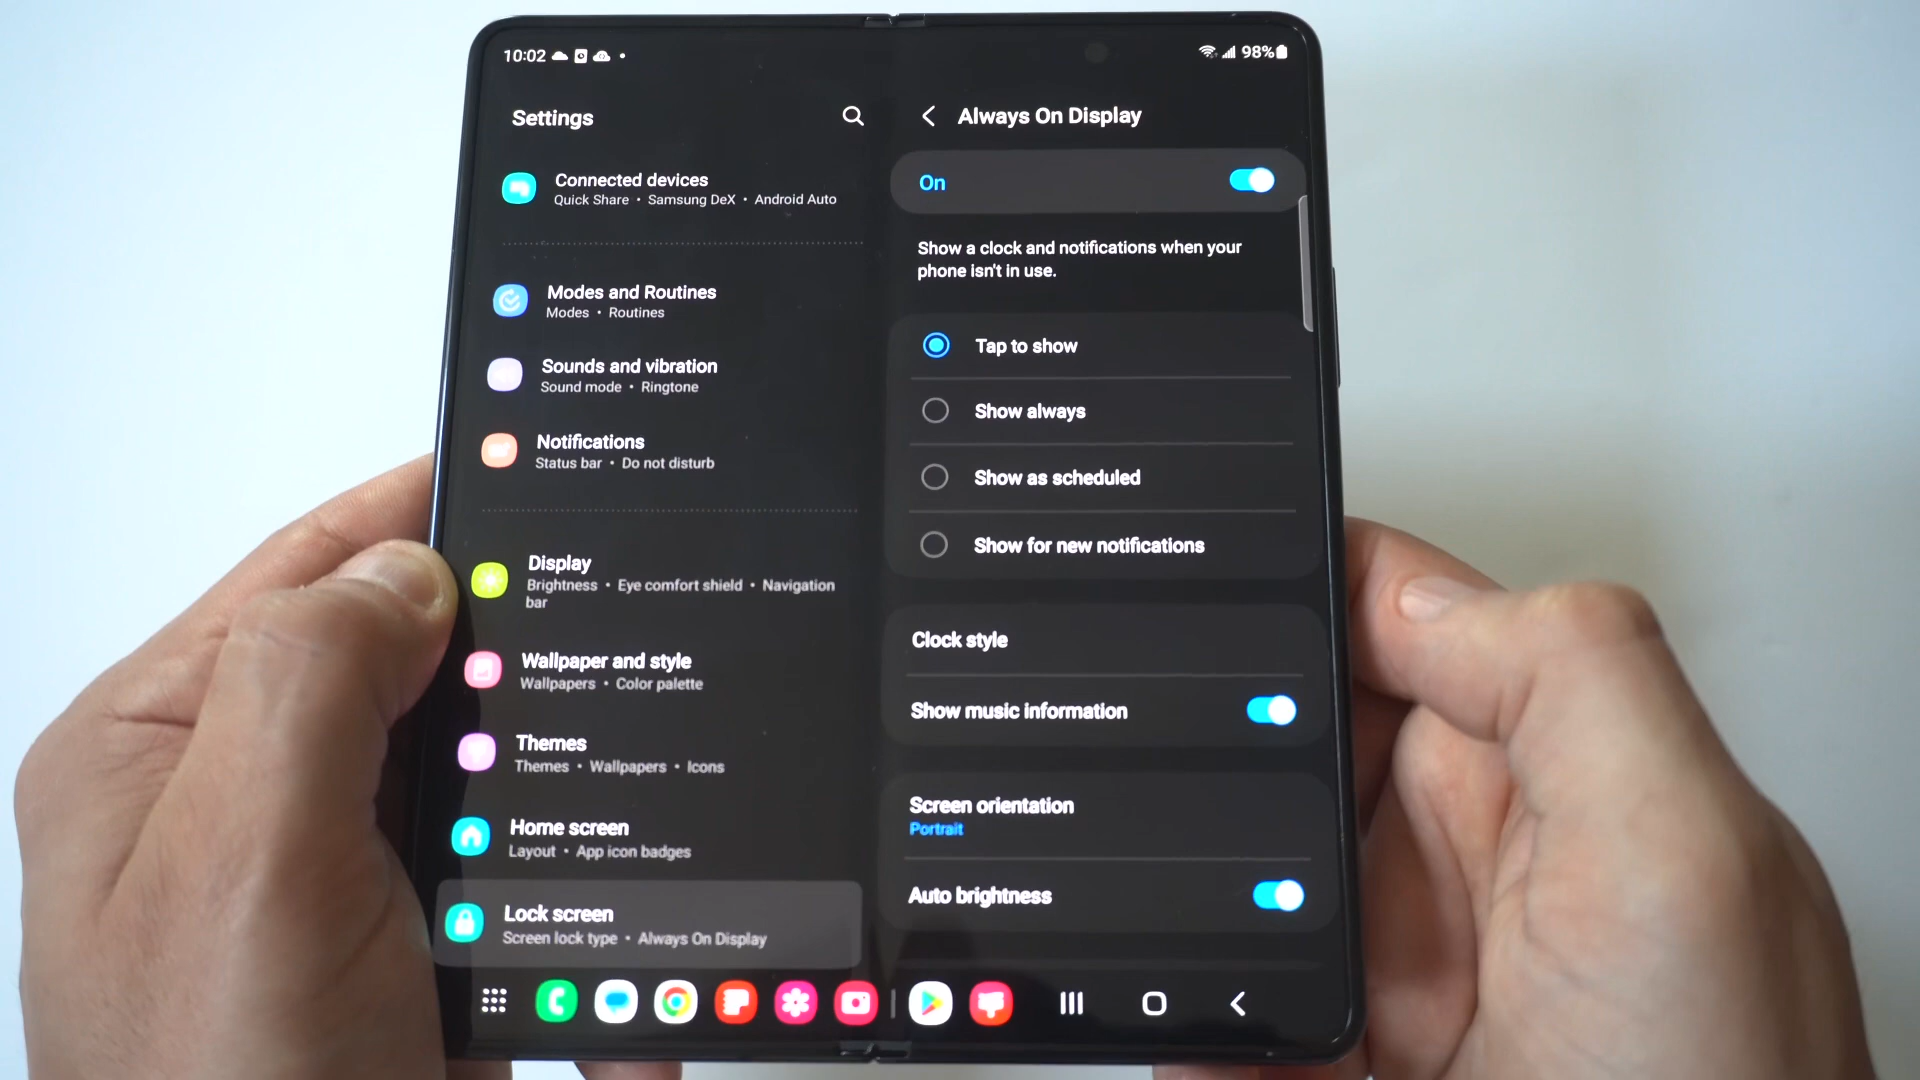 10:02
98%
Settings
Connected devices
Quick Share • Samsung DeX • Android Auto
Modes and Routines
Modes • Routines
Sounds and vibration
Sound mode • Ringtone
Notifications
Status bar • Do not disturb
Display
Brightness • Eye comfort shield • Navigation
bar
Wallpaper and style
Wallpapers • Color palette
Themes
Themes • Wallpapers • Icons
Home screen
Layout • App icon badges
Lock screen
Screen lock type • Always On Display
Always On Display
On
Show a clock and notifications when your
phone isn't in use.
Tap to show
Show always
Show as scheduled
Show for new notifications
Clock style
Show music information
Screen orientation
Portrait
Auto brightness